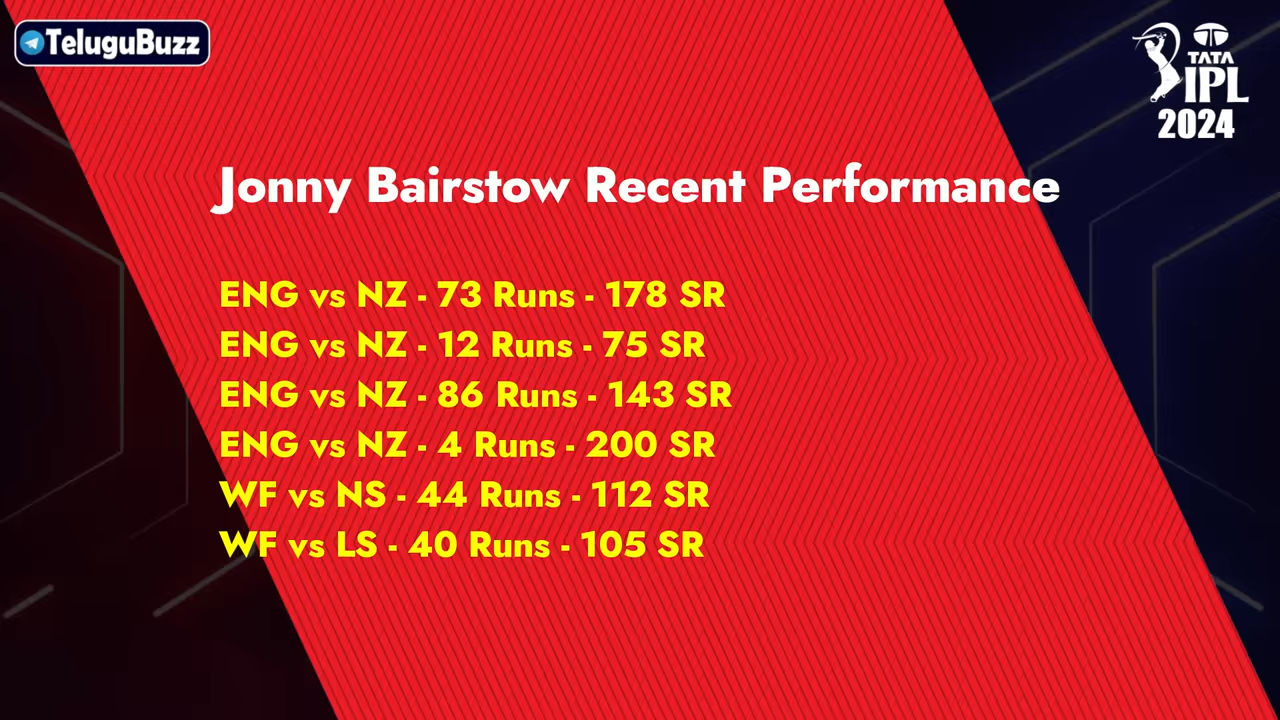 TeluguBuzz
TATA
IPL
2024
Jonny Bairstow Recent Performance
ENG vs NZ - 73 Runs - 178 SR
ENG vs NZ - 12 Runs - 75 SR
ENG vs NZ - 86 Runs - 143 SR
ENG vs NZ - 4 Runs - 200 SR
WF vs NS - 44 Runs - 112 SR
WF vs LS - 40 Runs - 105 SR